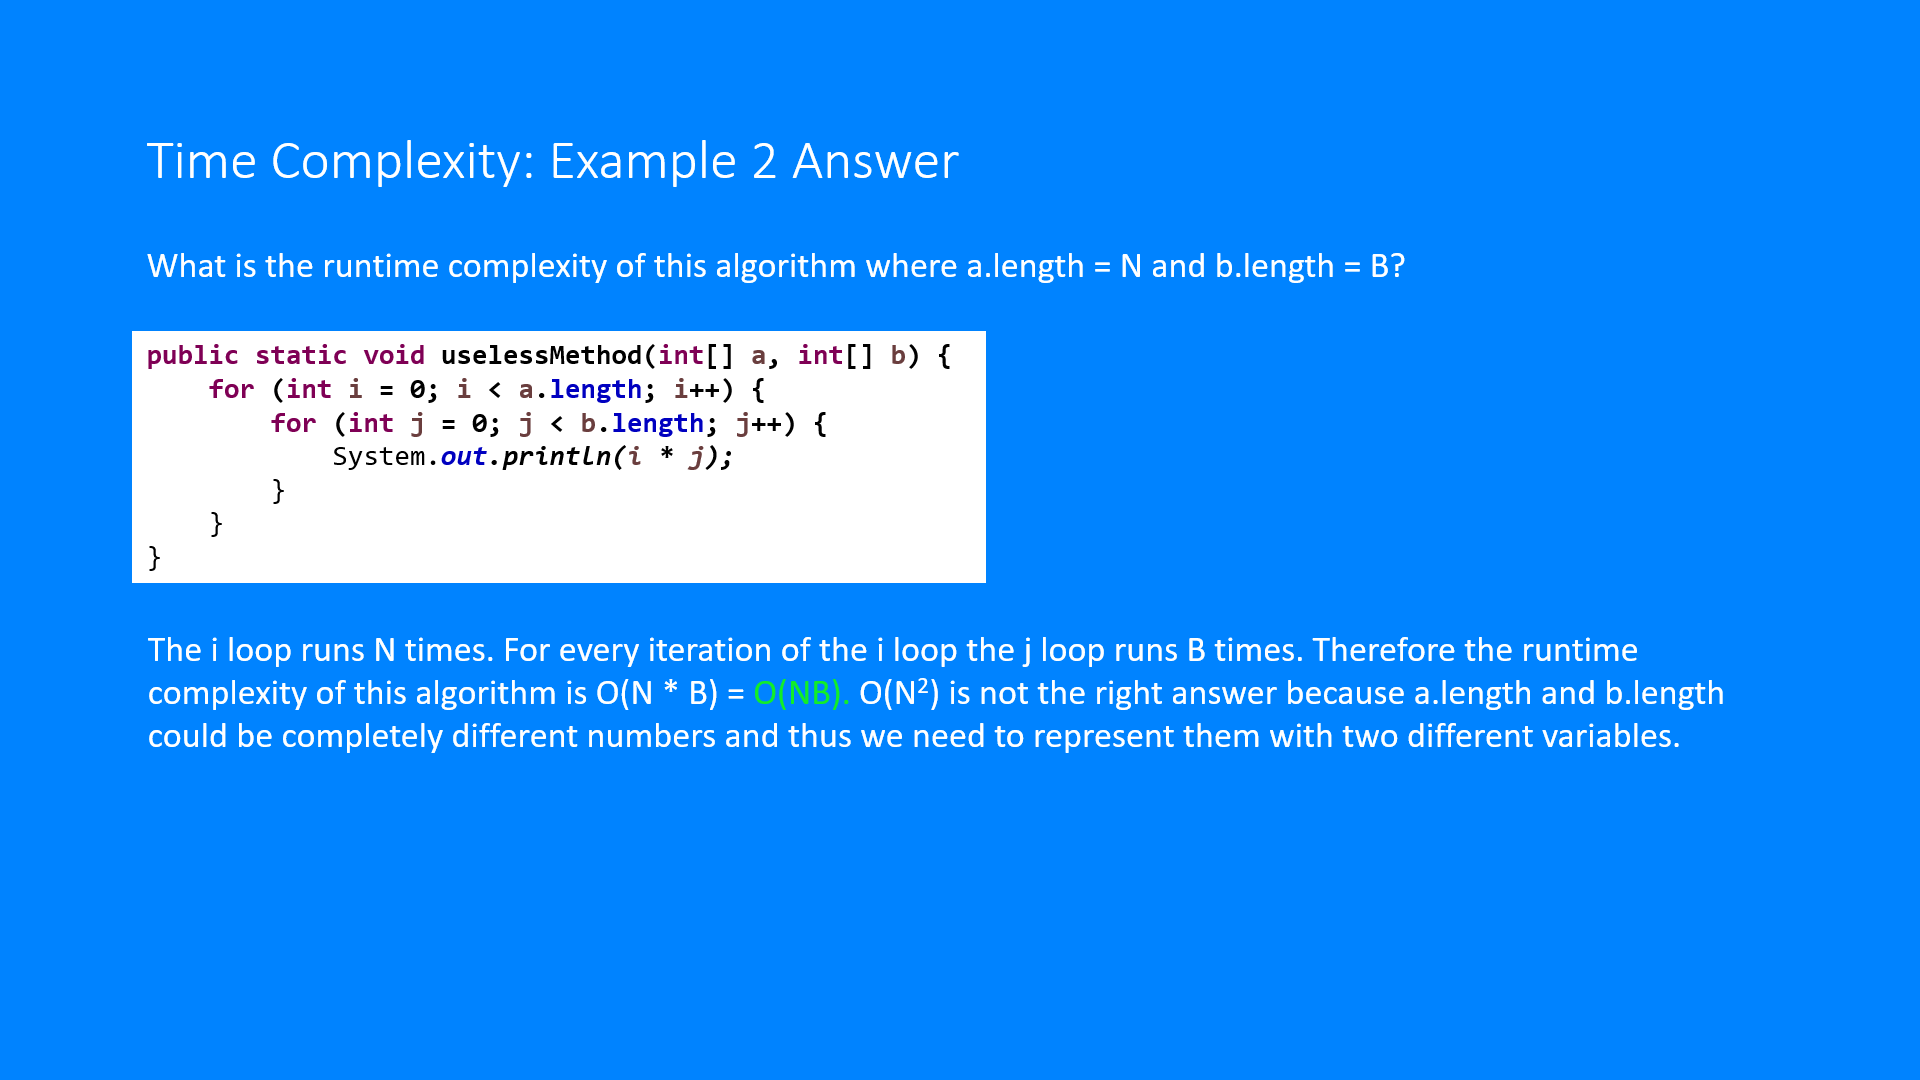 Time Complexity: Example 2 Answer
What is the runtime complexity of this algorithm where a.length = N and b.length = B?
public static void uselessMethod(int[] a, int[] b) {
    for (int i = 0; i < a.length; i++) {
        for (int j = 0; j < b.length; j++) {
            System.out.println(i * j);
        }
    }
}
The i loop runs N times. For every iteration of the i loop the j loop runs B times. Therefore the runtime
complexity of this algorithm is O(N * B) = O(NB). O(N²) is not the right answer because a.length and b.length
could be completely different numbers and thus we need to represent them with two different variables.